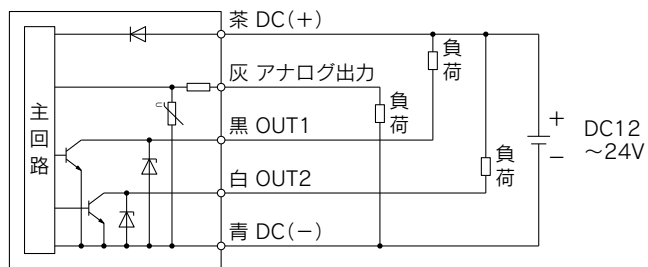 茶 DC(+)
灰 アナログ出力
黒 OUT1
白 OUT2
青 DC(−)
主回路
負荷
負荷
負荷
+
−
DC12
～24V